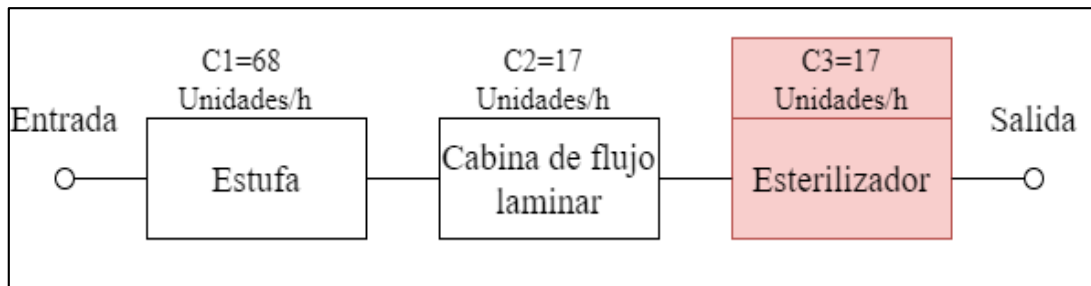 C1=68
Unidades/h
C2=17
Unidades/h
C3=17
Unidades/h
Entrada
Salida
Estufa
Cabina de flujo
laminar
Esterilizador